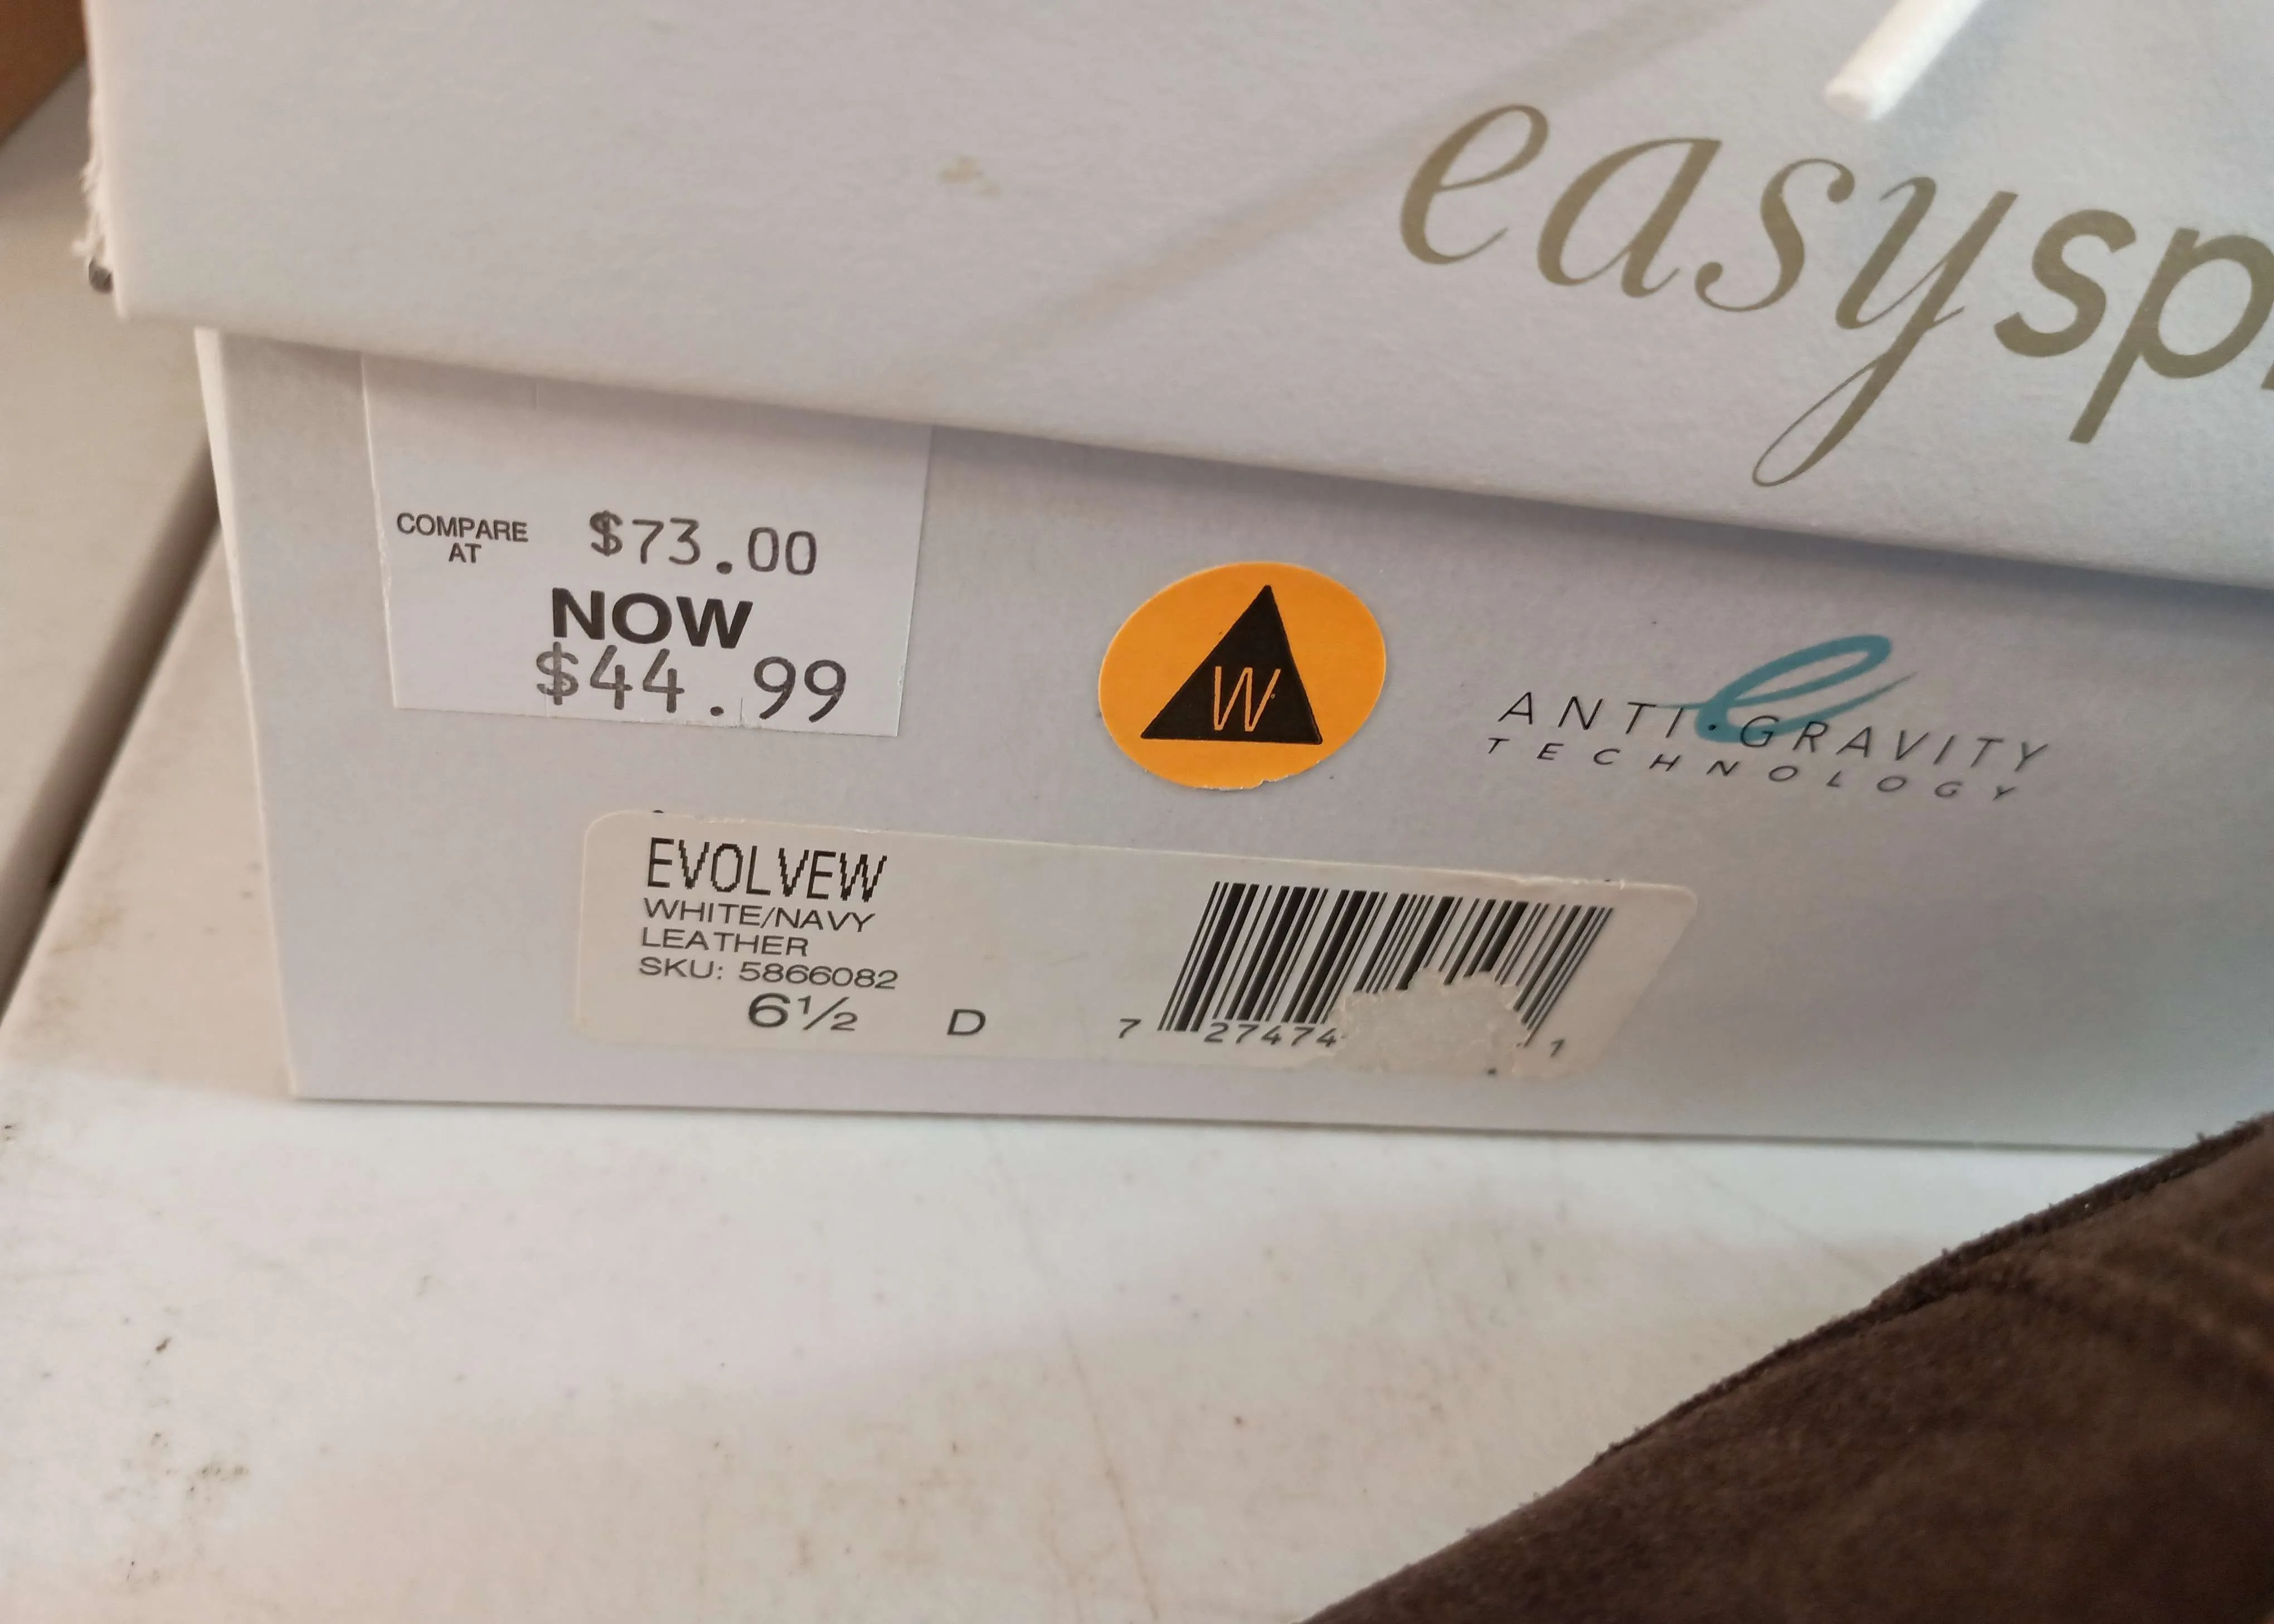 easysp
COMPARE AT $73.00
NOW
$44.99
W
e
ANTI·GRAVITY
TECHNOLOGY
EVOLVEW
WHITE/NAVY
LEATHER
SKU: 5866082
6½ D
7 27474 1